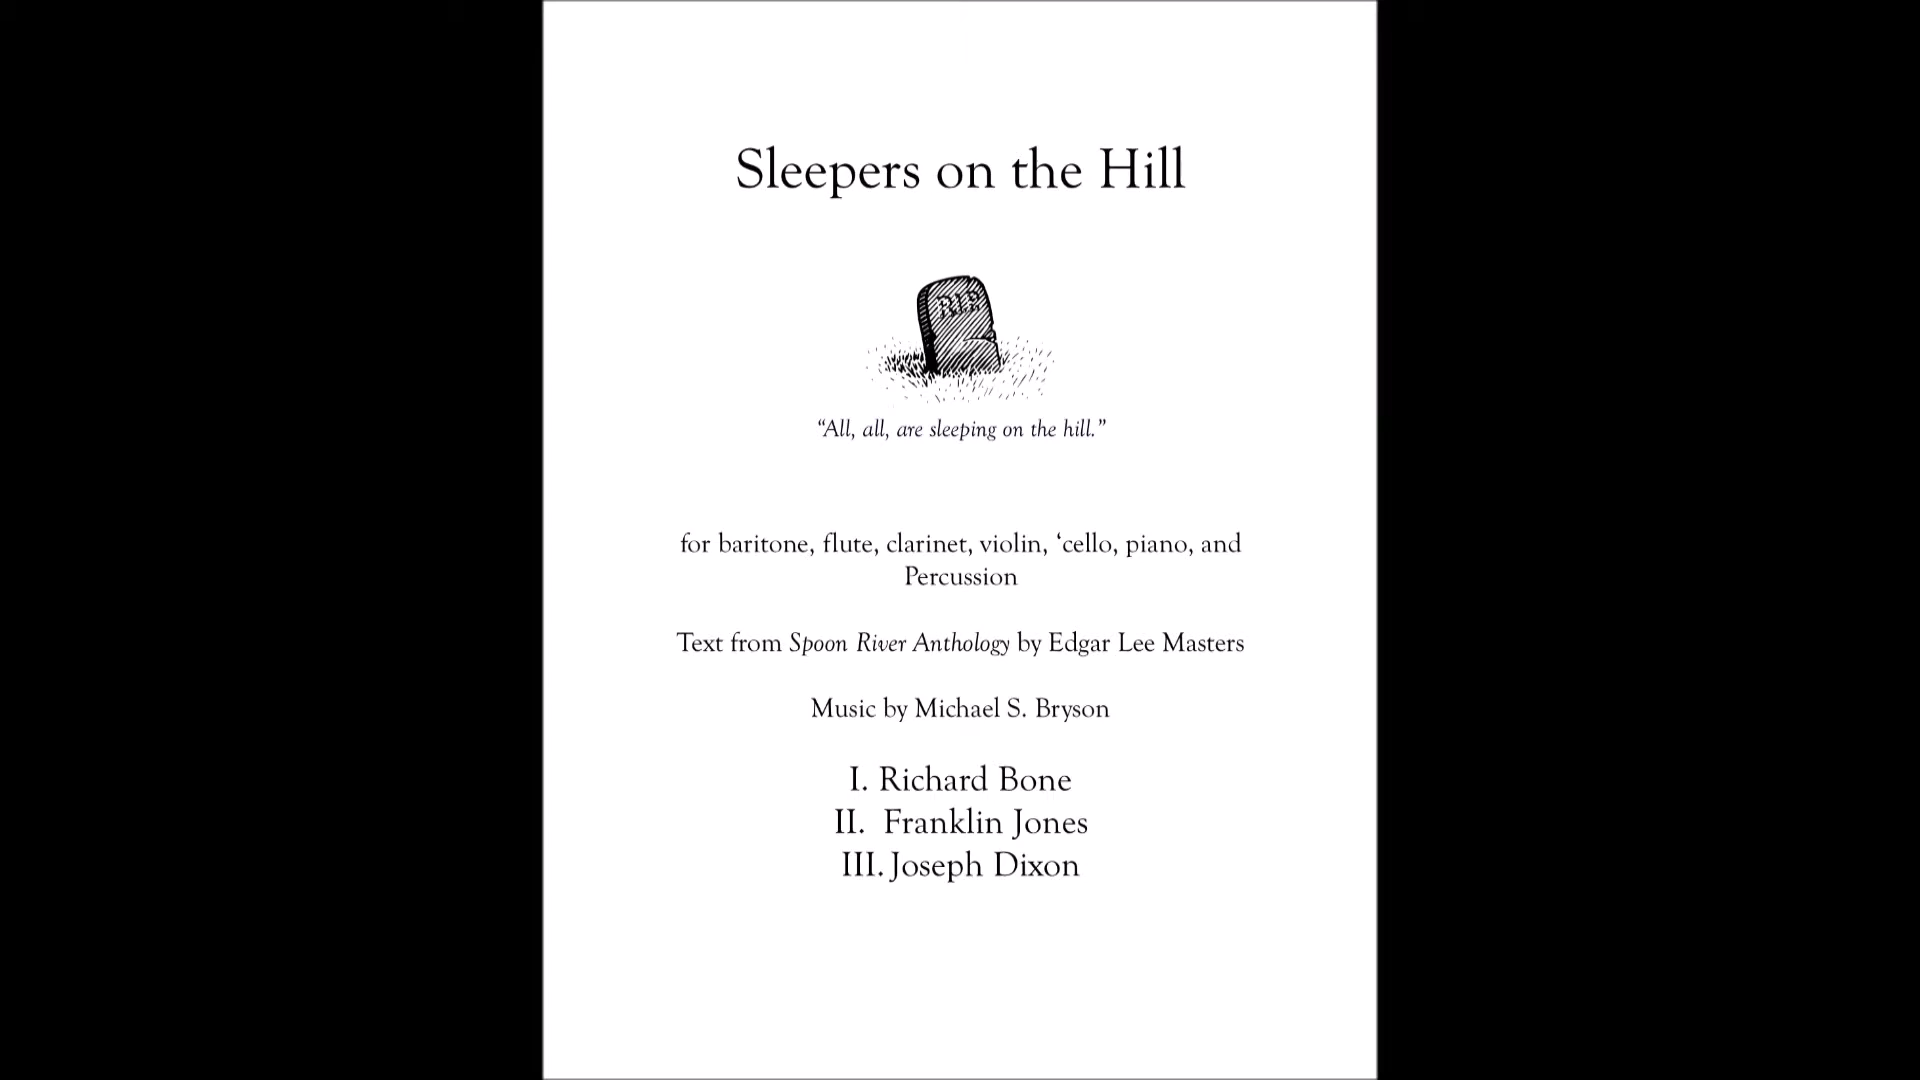 Sleepers on the Hill
RIP
“All, all, are sleeping on the hill.”
for baritone, flute, clarinet, violin, ‘cello, piano, and
Percussion
Text from Spoon River Anthology by Edgar Lee Masters
Music by Michael S. Bryson
I. Richard Bone
II. Franklin Jones
III. Joseph Dixon